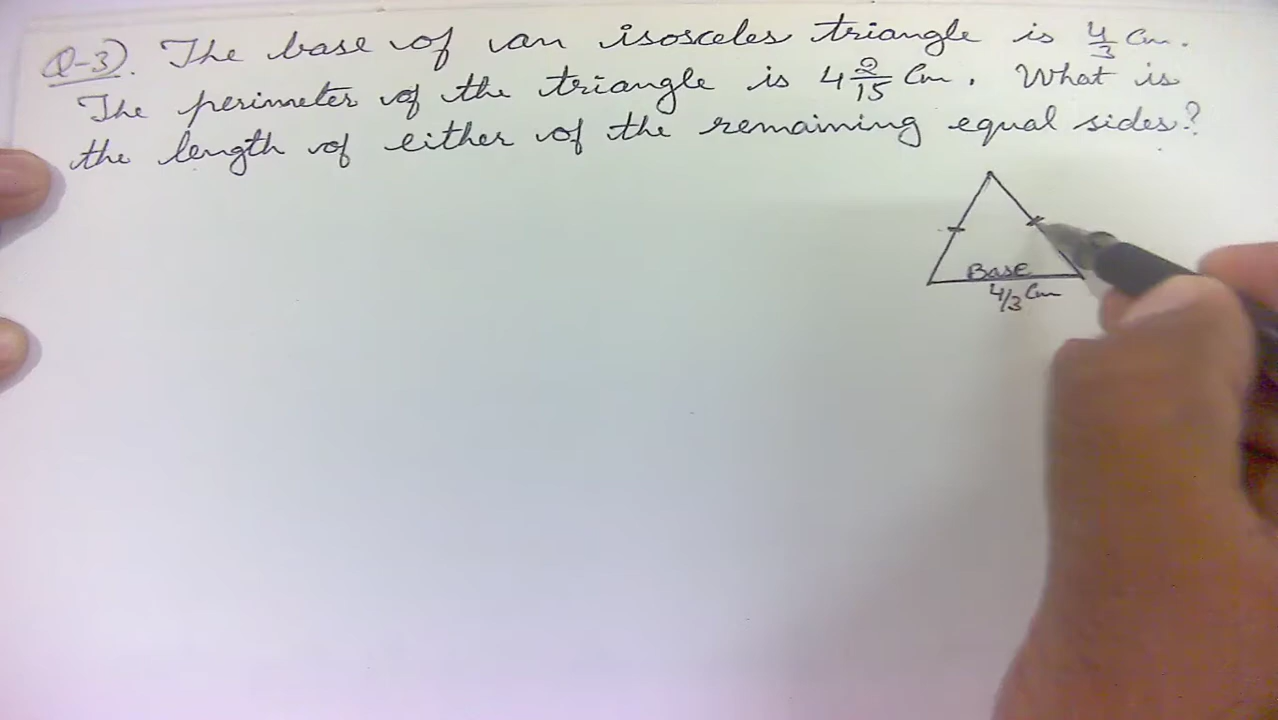 Q-3). The base of an isosceles triangle is 4/3 Cm.
The perimeter of the triangle is 4 2/15 Cm. What is
the length of either of the remaining equal sides?
Base
4/3 Cm